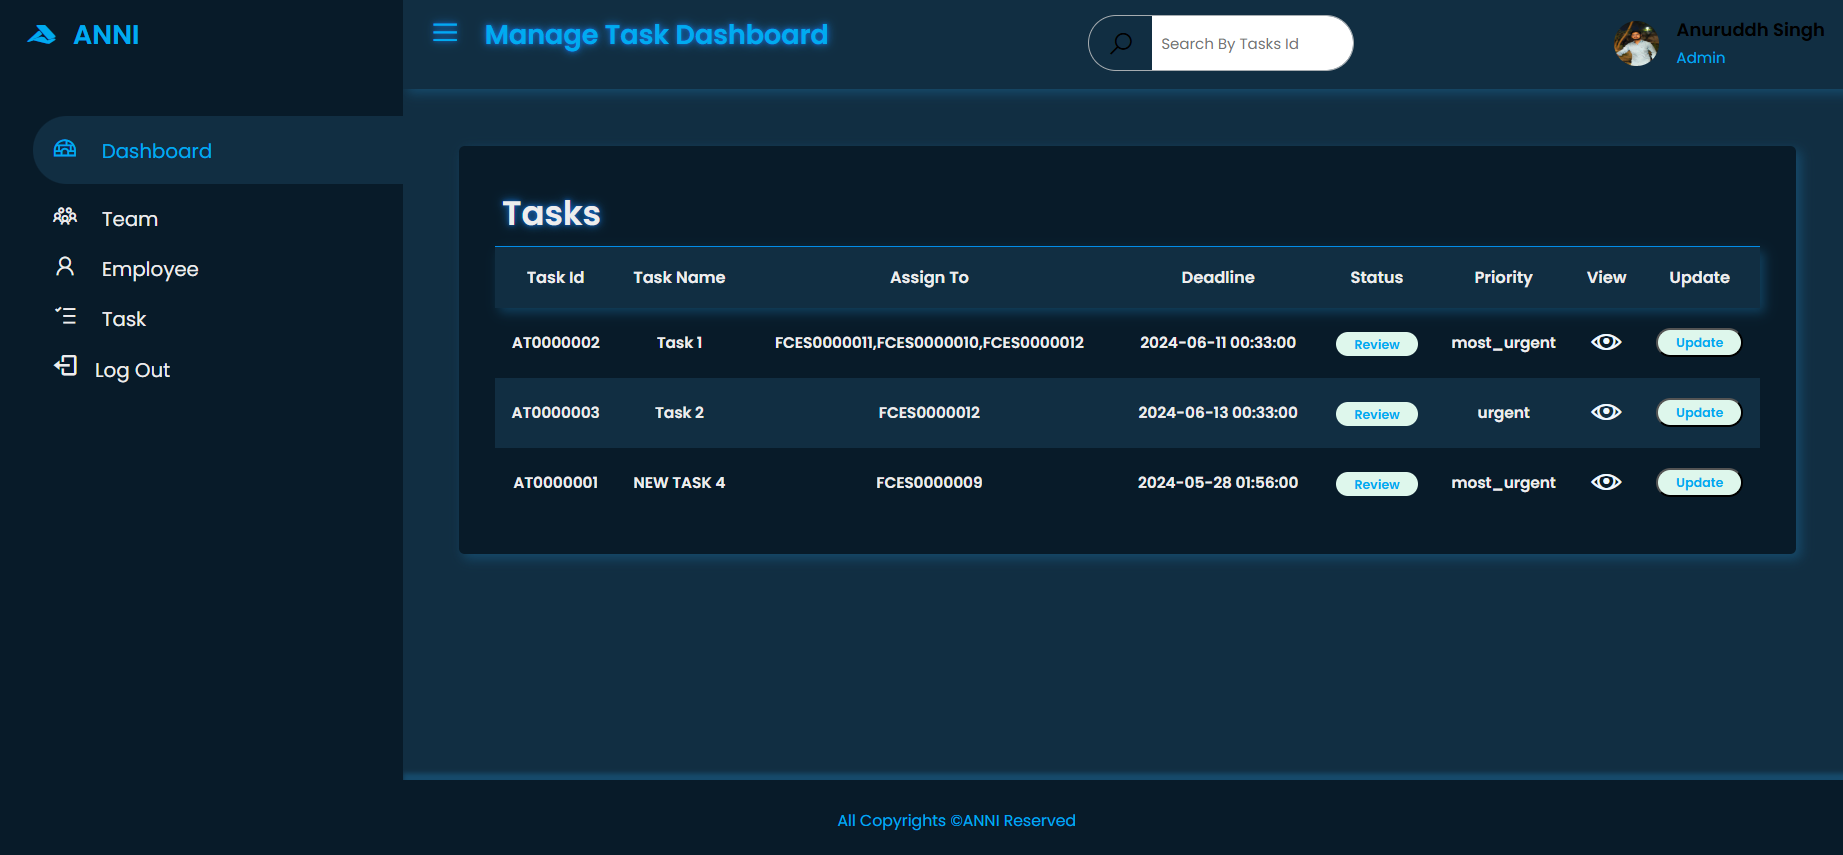 ANNI
Manage Task Dashboard
Search By Tasks Id
Anuruddh Singh
Admin
Dashboard
Team
Employee
Task
Log Out
Tasks
Task Id Task Name Assign To Deadline Status Priority View Update
AT0000002 Task 1 FCES0000011,FCES0000010,FCES0000012 2024-06-11 00:33:00 Review most_urgent Update
AT0000003 Task 2 FCES0000012 2024-06-13 00:33:00 Review urgent Update
AT0000001 NEW TASK 4 FCES0000009 2024-05-28 01:56:00 Review most_urgent Update
All Copyrights ©ANNI Reserved